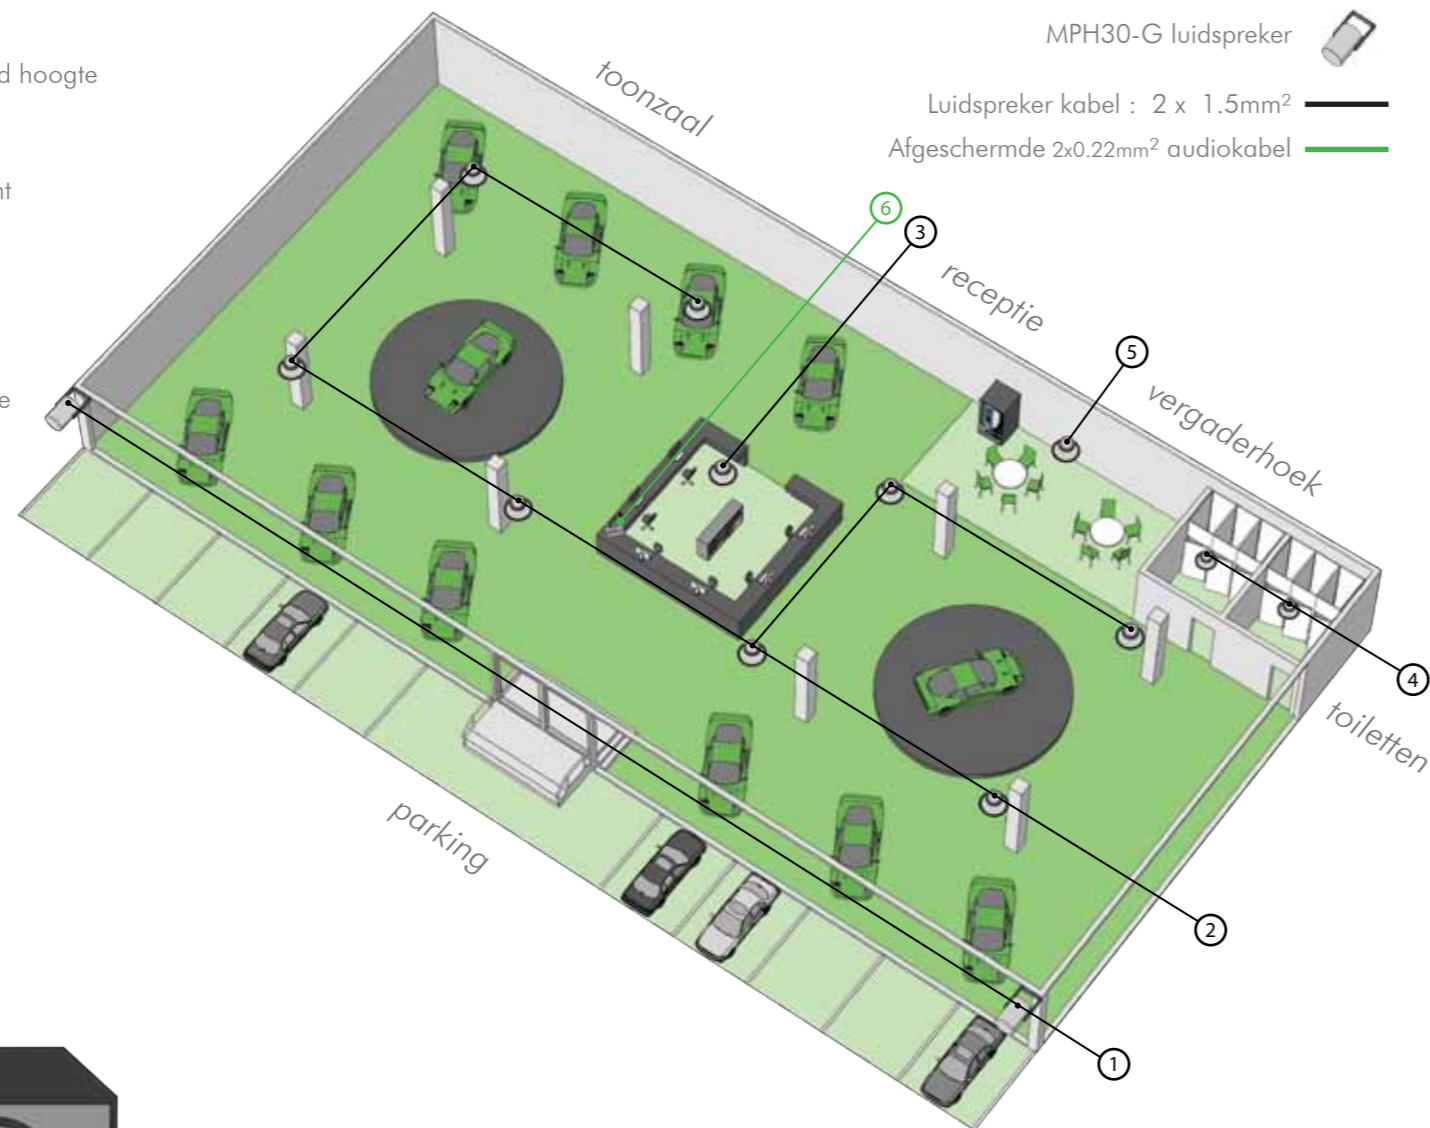 d hoogte
nt
e
MPH30-G luidspreker
Luidspreker kabel : 2 x 1.5mm²
Afgeschermde 2x0.22mm² audiokabel
toonzaal
6
3
receptie
5
vergaderhoek
4
toiletten
parking
2
1